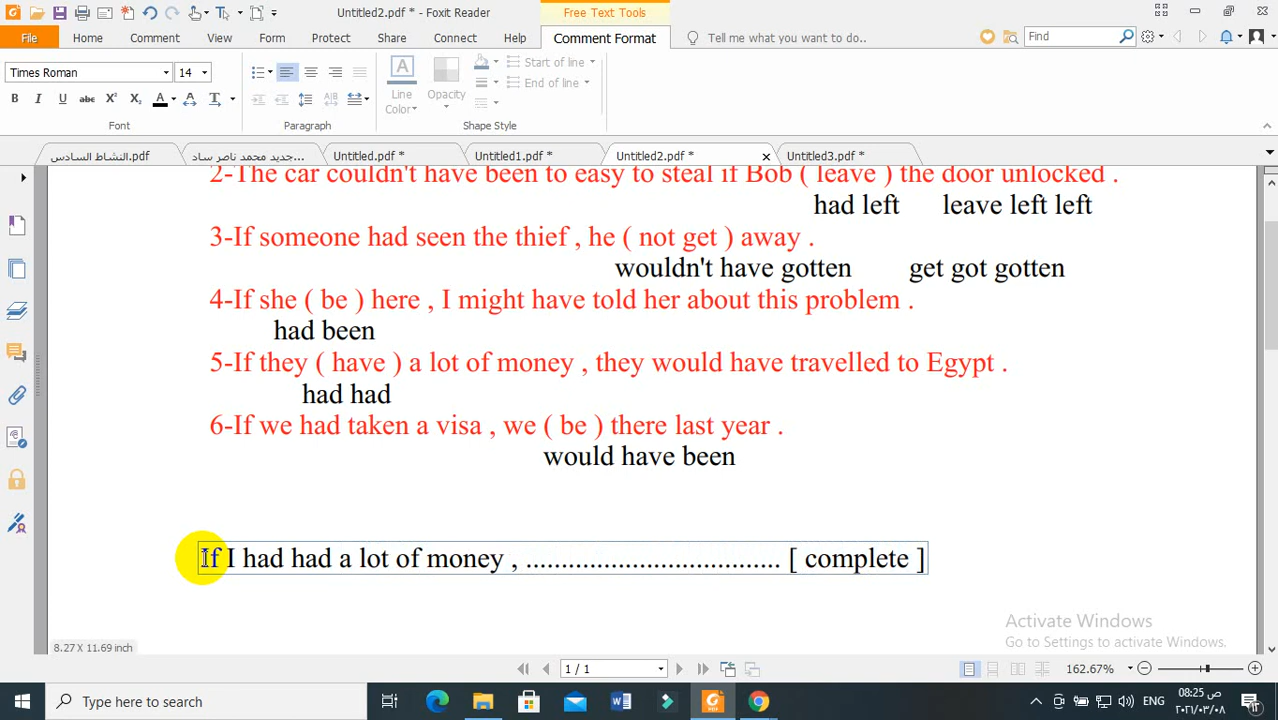 Untitled2.pdf * - Foxit Reader
Free Text Tools
File Home Comment View Form Protect Share Connect Help Comment Format Tell me what you want to do.. Find
Times Roman 14
Start of line
End of line
Line Color
Opacity
Font Paragraph Shape Style
النشاط السادس.pdf جديد محمد ناصر ساد... Untitled.pdf * Untitled1.pdf * Untitled2.pdf * Untitled3.pdf *
2-The car couldn't have been to easy to steal if Bob ( leave ) the door unlocked .
had left leave left left
3-If someone had seen the thief , he ( not get ) away .
wouldn't have gotten get got gotten
4-If she ( be ) here , I might have told her about this problem .
had been
5-If they ( have ) a lot of money , they would have travelled to Egypt .
had had
6-If we had taken a visa , we ( be ) there last year .
would have been
If I had had a lot of money , .................................... [ complete ]
Activate Windows
Go to Settings to activate Windows.
8.27 X 11.69 inch
1 / 1
162.67%
Type here to search
ENG
08:25 ص
٢٠٢١/٠٣/٠٨